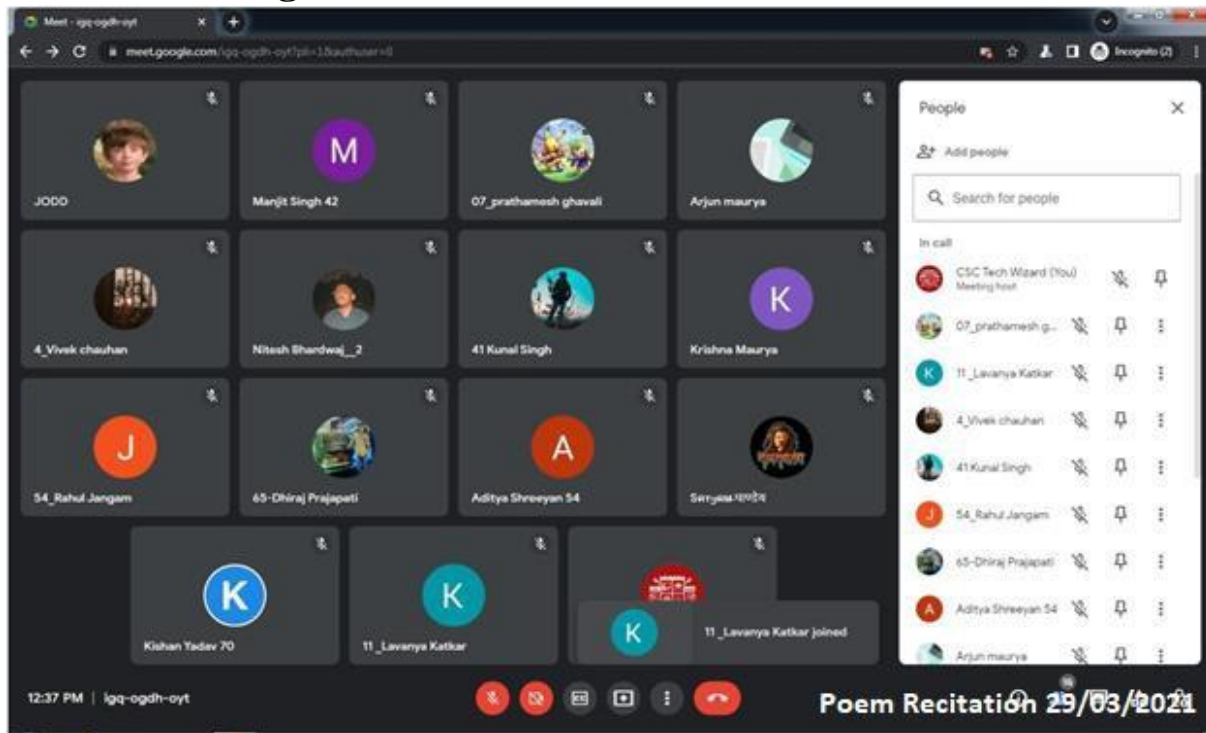 Meet - igq-ogdh-oyt
meet.google.com/igq-ogdh-oyt?pli=1&authuser=0
Incognito (2)
JODO
M
Manjit Singh 42
07_prathamesh ghavali
Arjun maurya
4_Vivek chauhan
Nitesh Bhardwaj__2
41 Kunal Singh
K
Krishna Maurya
J
54_Rahul Jangam
65-Dhiraj Prajapati
A
Aditya Shreeyan 54
K
Kishan Yadav 70
K
11_Lavanya Katkar
K
11_Lavanya Katkar joined
People
Add people
Search for people
In call
CSC Tech Wizard (You)
Meeting host
07_prathamesh g...
K
11_Lavanya Katkar
4_Vivek chauhan
41 Kunal Singh
J
54_Rahul Jangam
65-Dhiraj Prajapati
A
Aditya Shreeyan 54
Arjun maurya
12:37 PM | igq-ogdh-oyt
Poem Recitation 29/03/2021